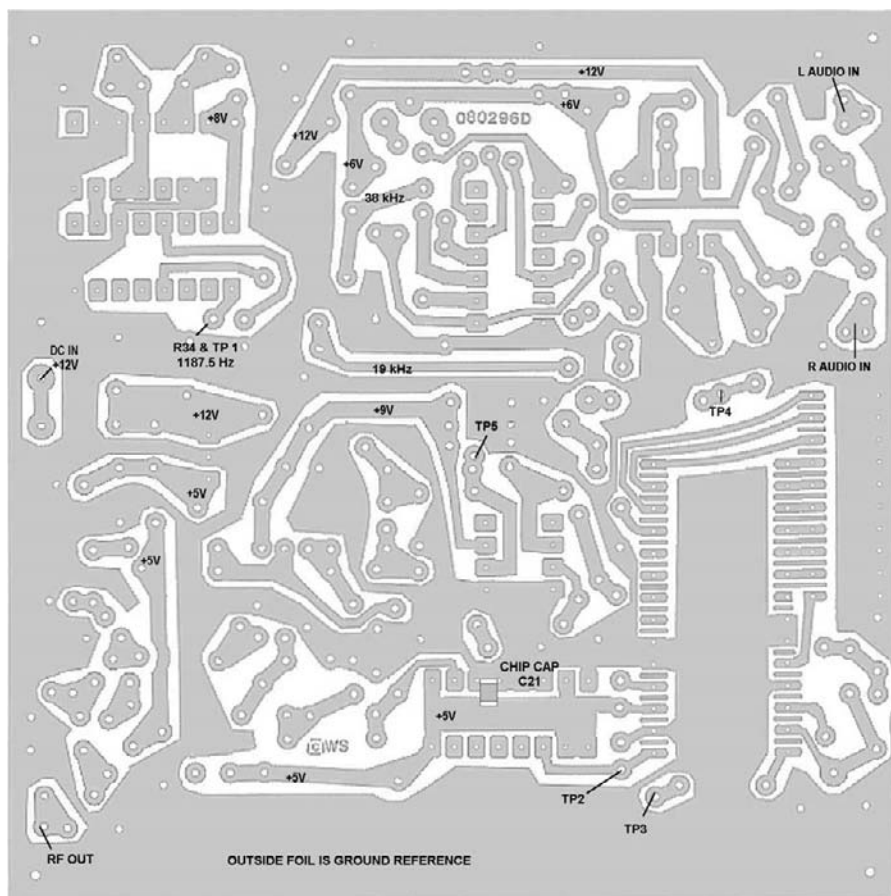 +12V
L AUDIO IN
+8V
+6V
080296D
+12V
+6V
38 kHz
R34 & TP 1
1187.5 Hz
DC IN
+12V
19 kHz
R AUDIO IN
+12V
+9V
TP4
TP5
+5V
+5V
CHIP CAP
C21
+5V
cIWS
+5V
TP2
TP3
RF OUT
OUTSIDE FOIL IS GROUND REFERENCE